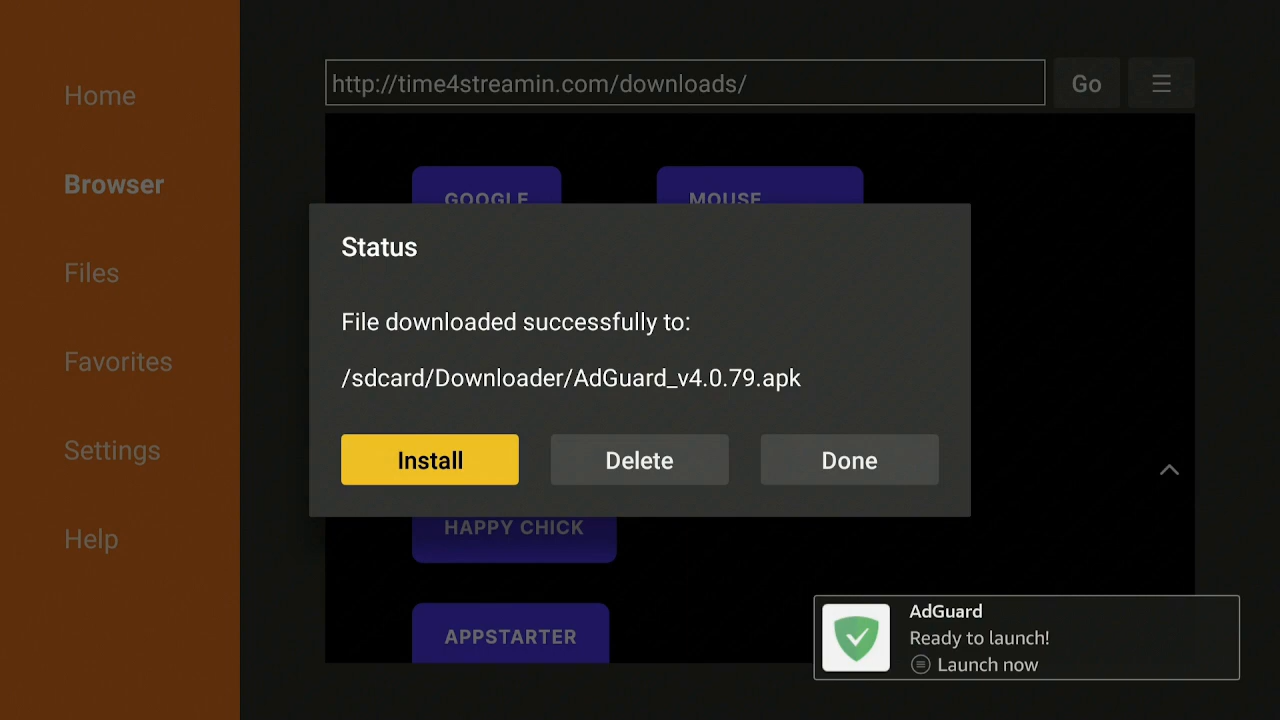 Home
Browser
Files
Favorites
Settings
Help
http://time4streamin.com/downloads/
Go
GOOGLE
MOUSE
Status
File downloaded successfully to:
/sdcard/Downloader/AdGuard_v4.0.79.apk
Install
Delete
Done
HAPPY CHICK
APPSTARTER
AdGuard
Ready to launch!
Launch now